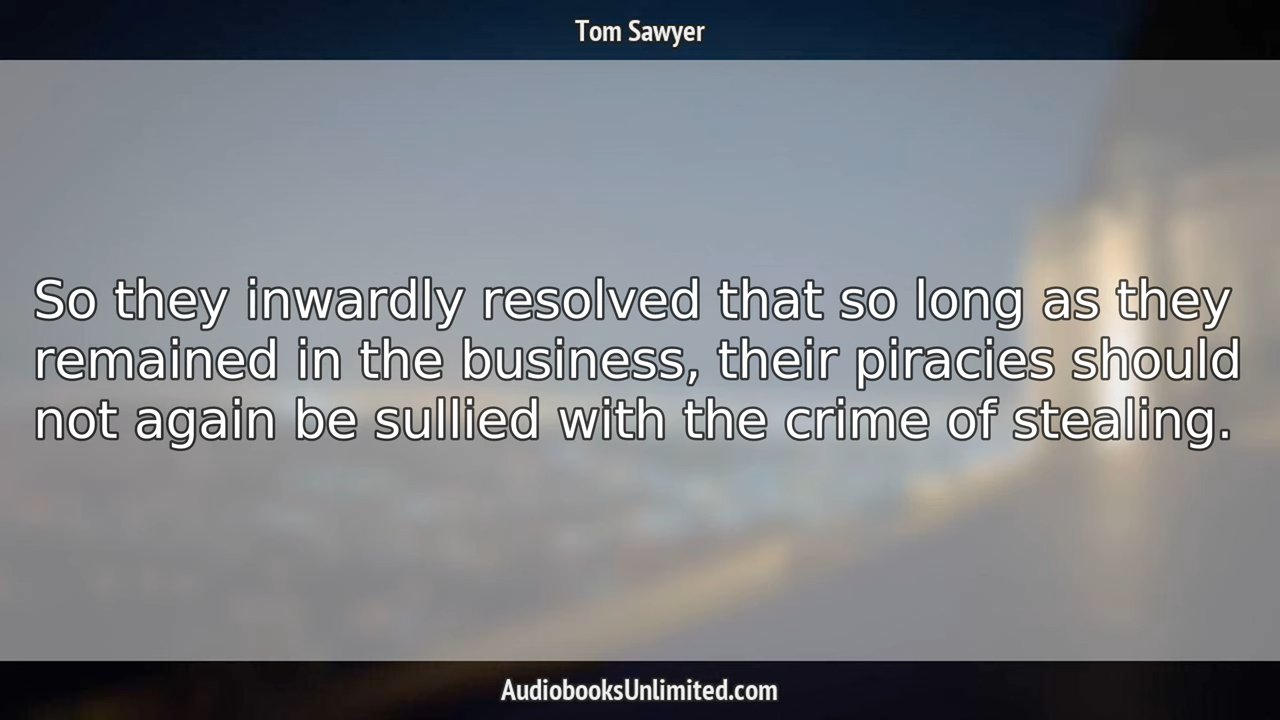 Tom Sawyer
So they inwardly resolved that so long as they
remained in the business, their piracies should
not again be sullied with the crime of stealing.
AudiobooksUnlimited.com